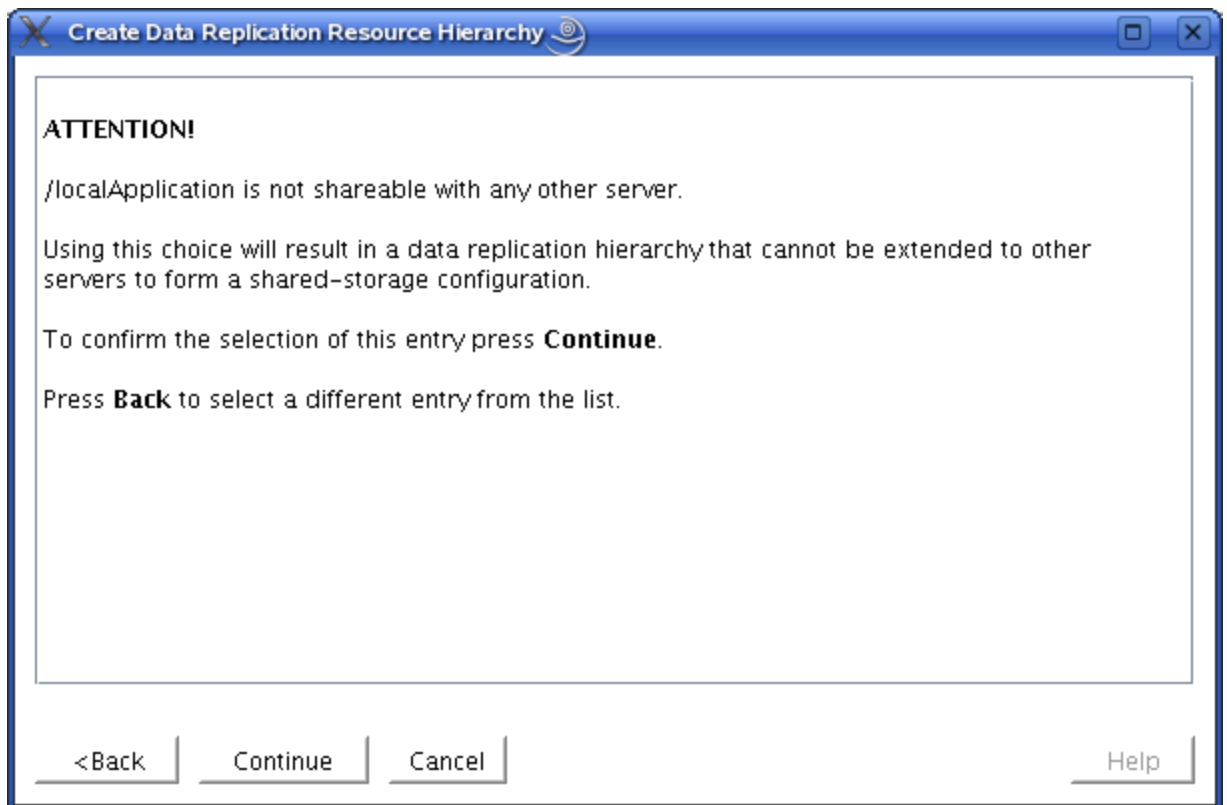 Create Data Replication Resource Hierarchy
ATTENTION!
/localApplication is not shareable with any other server.
Using this choice will result in a data replication hierarchy that cannot be extended to other
servers to form a shared-storage configuration.
To confirm the selection of this entry press Continue.
Press Back to select a different entry from the list.
<Back Continue Cancel Help